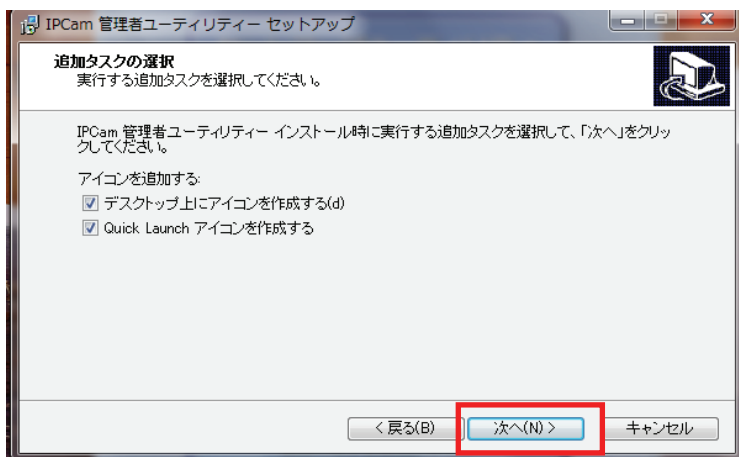 IPCam 管理者ユーティリティー セットアップ
追加タスクの選択
実行する追加タスクを選択してください。
IPCam 管理者ユーティリティー インストール時に実行する追加タスクを選択して、「次へ」をクリッ
クしてください。
アイコンを追加する:
デスクトップ上にアイコンを作成する(d)
Quick Launch アイコンを作成する
< 戻る(B)
次へ(N) >
キャンセル